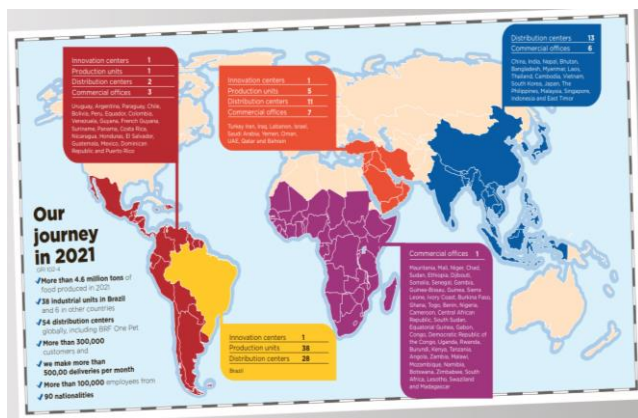 Innovation centers 1
Production units 1
Distribution centers 2
Commercial offices 3
Uruguay, Argentina, Paraguay, Chile,
Bolivia, Peru, Equador, Colombia,
Venezuela, Guyana, French Guyana,
Suriname, Panama, Costa Rica,
Nicaragua, Honduras, El Salvador,
Guatemala, Mexico, Dominican
Republic and Puerto Rico
Innovation centers 1
Production units 5
Distribution centers 11
Commercial offices 7
Turkey Iran, Iraq, Lebanon, Israel,
Saudi Arabia, Yemen, Oman,
UAE, Qatar and Bahrain
Distribution centers 13
Commercial offices 6
China, India, Nepal, Bhutan,
Bangladesh, Myanmar, Laos,
Thailand, Cambodia, Vietnam,
South Korea, Japan, The
Philippines, Malaysia, Singapore,
Indonesia and East Timor
Our
journey
in 2021
GRI 102-4
More than 4.6 million tons of
food produced in 2021
38 industrial units in Brazil
and 6 in other countries
54 distribution centers
globally, including BRF One Pet
More than 300,000
customers and
we make more than
500,00 deliveries per month
More than 100,000 employees from
90 nationalities
Innovation centers 1
Production units 38
Distribution centers 28
Brazil
Commercial offices 1
Mauritania, Mali, Niger, Chad,
Sudan, Ethiopia, Djibouti,
Somalia, Senegal, Gambia,
Guinea-Bissau, Guinea, Sierra
Leone, Ivory Coast, Burkina Faso,
Ghana, Togo, Benin, Nigeria,
Cameroon, Central African
Republic, South Sudan,
Equatorial Guinea, Gabon,
Congo, Democratic Republic of
the Congo, Uganda, Rwanda,
Burundi, Kenya, Tanzania,
Angola, Zambia, Malawi,
Mozambique, Namibia,
Botswana, Zimbabwe, South
Africa, Lesotho, Swaziland
and Madagascar